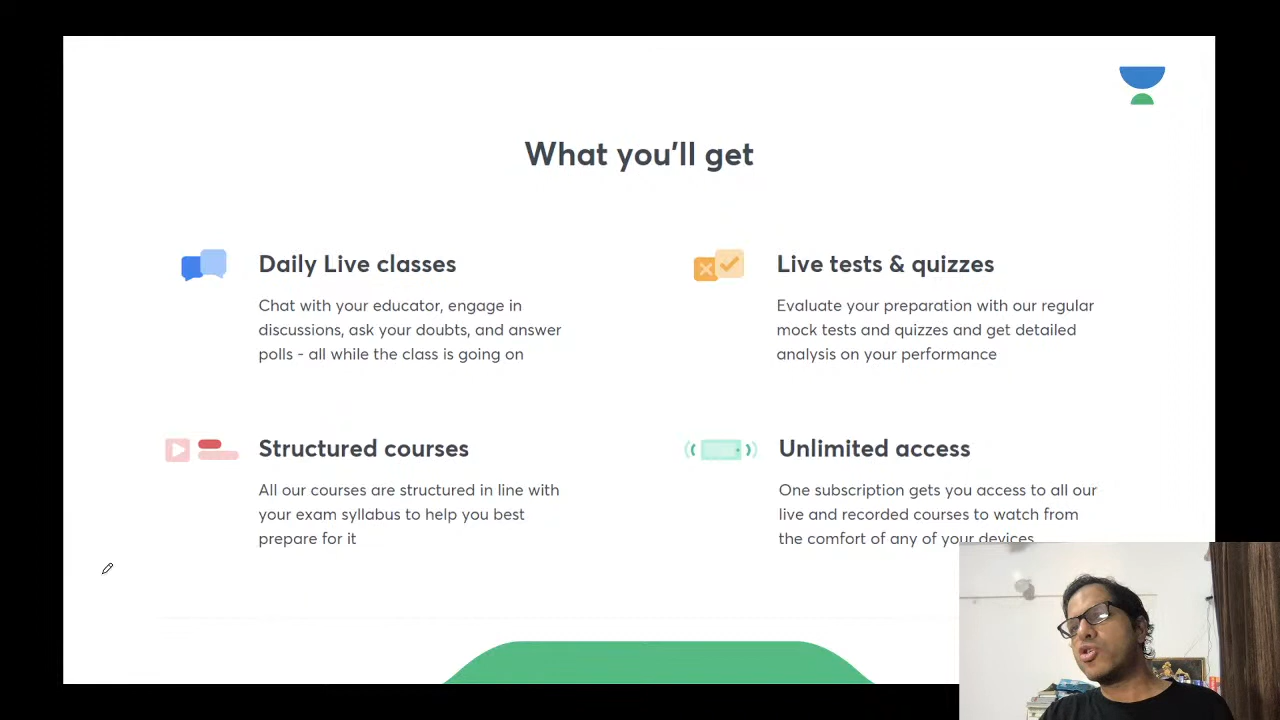 What you'll get
Daily Live classes
Chat with your educator, engage in
discussions, ask your doubts, and answer
polls - all while the class is going on
Live tests & quizzes
Evaluate your preparation with our regular
mock tests and quizzes and get detailed
analysis on your performance
Structured courses
All our courses are structured in line with
your exam syllabus to help you best
prepare for it
Unlimited access
One subscription gets you access to all our
live and recorded courses to watch from
the comfort of any of your devices